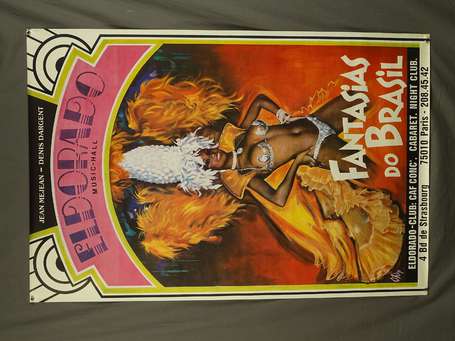 JEAN MEJEAN - DENIS DARGENT
ELDORADO
MUSIC-HALL
FANTASIAS
DO BRASIL
ELDORADO-CLUB: CAF CONC', CABARET, NIGHT CLUB.
4 Bd de Strasbourg 75010 Paris - 208.45.42